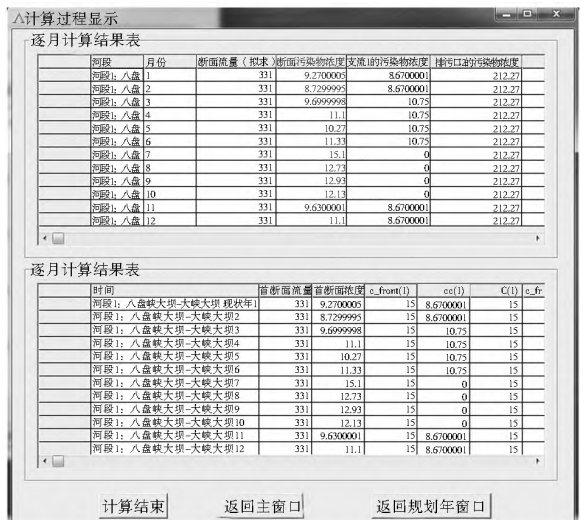 计算过程显示
逐月计算结果表
河段 月份 断面流量（拟求） 断面污染物浓度 支流1的污染物浓度 排污口2的污染物浓度
河段1：八盘 1 331 9.2700005 8.6700001 212.27
河段1：八盘 2 331 8.7299995 8.6700001 212.27
河段1：八盘 3 331 9.6999998 10.75 212.27
河段1：八盘 4 331 11.1 10.75 212.27
河段1：八盘 5 331 10.27 10.75 212.27
河段1：八盘 6 331 11.33 10.75 212.27
河段1：八盘 7 331 15.1 0 212.27
河段1：八盘 8 331 12.73 0 212.27
河段1：八盘 9 331 12.93 0 212.27
河段1：八盘 10 331 12.13 0 212.27
河段1：八盘 11 331 9.6300001 8.6700001 212.27
河段1：八盘 12 331 11.1 8.6700001 212.27
逐月计算结果表
时间 首断面流量 首断面浓度 c_front(1) cc(1) C(1) c_fr
河段1：八盘峡大坝-大峡大坝 现状年1 331 9.2700005 15 8.6700001 15
河段1：八盘峡大坝-大峡大坝2 331 8.7299995 15 8.6700001 15
河段1：八盘峡大坝-大峡大坝3 331 9.6999998 15 10.75 15
河段1：八盘峡大坝-大峡大坝4 331 11.1 15 10.75 15
河段1：八盘峡大坝-大峡大坝5 331 10.27 15 10.75 15
河段1：八盘峡大坝-大峡大坝6 331 11.33 15 10.75 15
河段1：八盘峡大坝-大峡大坝7 331 15.1 15 0 15
河段1：八盘峡大坝-大峡大坝8 331 12.73 15 0 15
河段1：八盘峡大坝-大峡大坝9 331 12.93 15 0 15
河段1：八盘峡大坝-大峡大坝10 331 12.13 15 0 15
河段1：八盘峡大坝-大峡大坝11 331 9.6300001 15 8.6700001 15
河段1：八盘峡大坝-大峡大坝12 331 11.1 15 8.6700001 15
计算结束 返回主窗口 返回规划年窗口